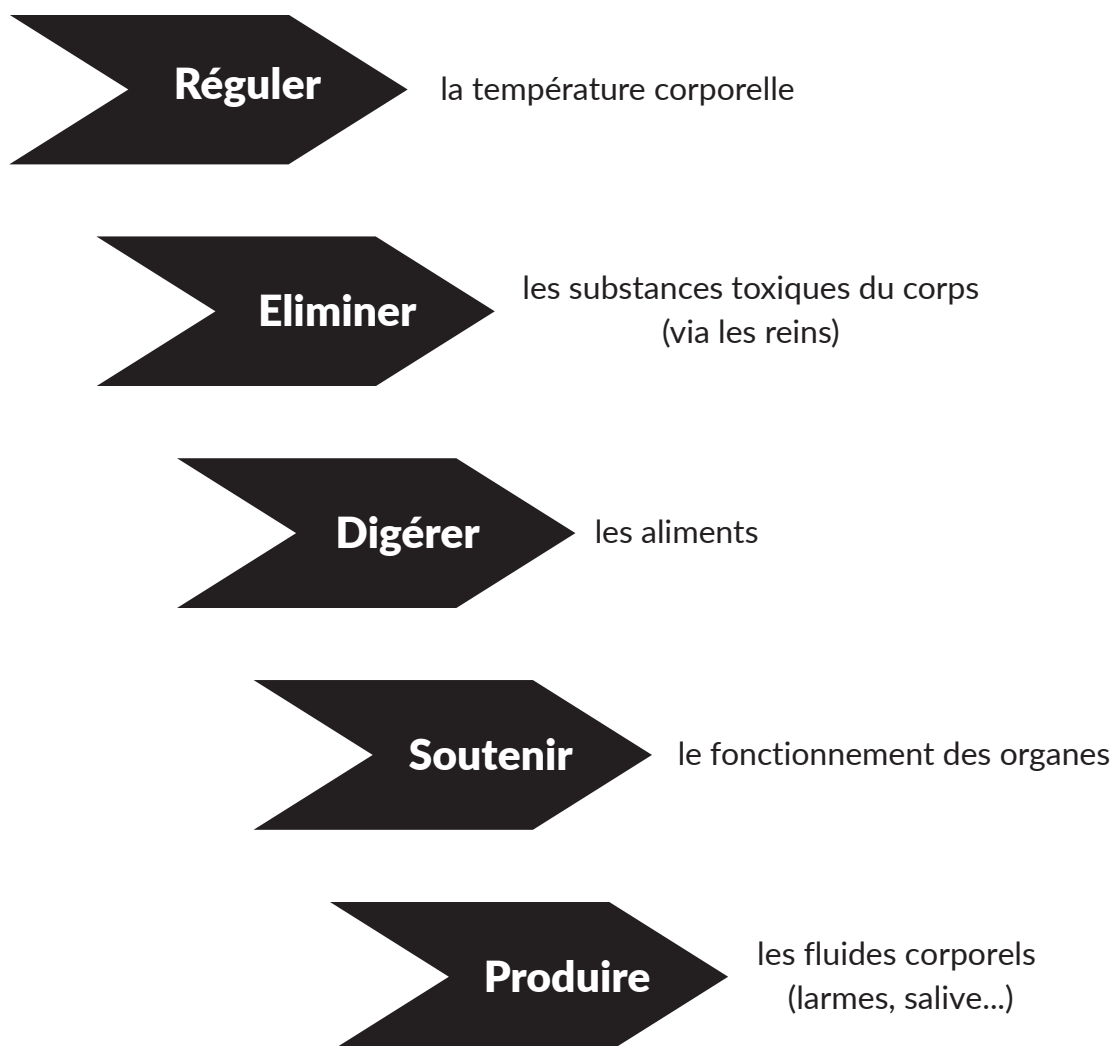 Réguler
la température corporelle
Eliminer
les substances toxiques du corps
(via les reins)
Digérer
les aliments
Soutenir
le fonctionnement des organes
Produire
les fluides corporels
(larmes, salive...)